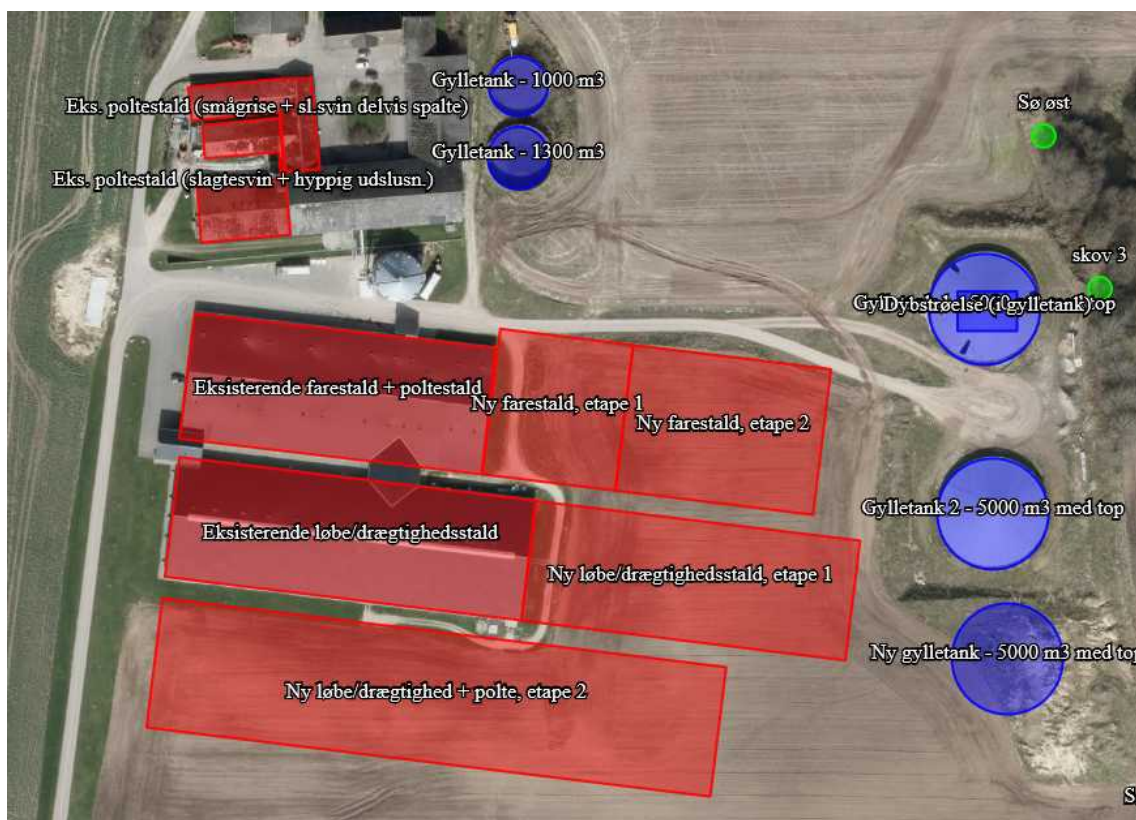 Gylletank - 1000 m3
Eks. poltestald (smågrise + sl.svin delvis spalte)
Sø øst
Gylletank - 1300 m3
Eks. poltestald (slagtesvin + hyppig udslusn.)
skov 3
Dybstrøelse (i gylletank)
top
Eksisterende farestald + poltestald
Ny farestald, etape 1
Ny farestald, etape 2
Gylletank 2 - 5000 m3 med top
Eksisterende løbe/drægtighedsstald
Ny løbe/drægtighedsstald, etape 1
Ny gylletank - 5000 m3 med top
Ny løbe/drægtighed + polte, etape 2
S